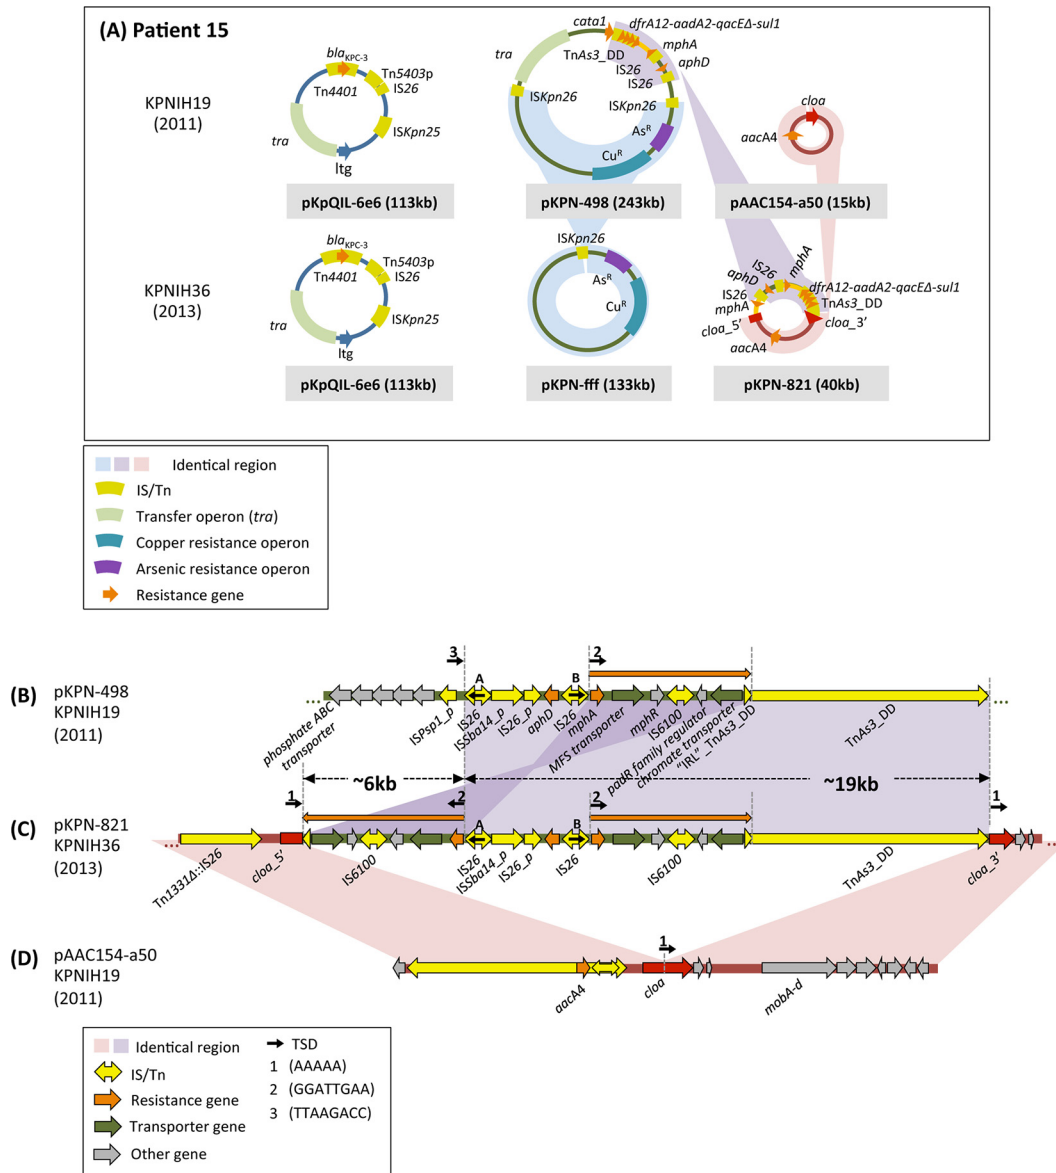 (A) Patient 15
KPNIH19
(2011)
blaKPC-3
Tn5403p
IS26
Tn4401
ISKpn25
tra
ltg
pKpQIL-6e6 (113kb)
cata1
dfrA12-aadA2-qacEΔ-sul1
mphA
aphD
TnAs3_DD
IS26
IS26
tra
ISKpn26
ISKpn26
AsR
CuR
pKPN-498 (243kb)
cloa
aacA4
pAAC154-a50 (15kb)
KPNIH36
(2013)
blaKPC-3
Tn5403p
IS26
Tn4401
ISKpn25
tra
ltg
pKpQIL-6e6 (113kb)
ISKpn26
AsR
CuR
pKPN-fff (133kb)
mphA
IS26
aphD
IS26
mphA
dfrA12-aadA2-qacEΔ-sul1
TnAs3_DD
cloa_5'
cloa_3'
aacA4
pKPN-821 (40kb)
Identical region
IS/Tn
Transfer operon (tra)
Copper resistance operon
Arsenic resistance operon
Resistance gene
(B) pKPN-498
KPNIH19
(2011)
3
2
A
B
phosphate ABC
transporter
ISPsp1_p
IS26
ISSba14_p
IS26_p
aphD
IS26
mphA
MFS transporter
mphR
IS6100
padR family regulator
chromate transporter
"IRL"_TnAs3_DD
TnAs3_DD
~6kb
~19kb
(C) pKPN-821
KPNIH36
(2013)
1
2
2
1
A
B
Tn1331Δ::IS26
cloa_5'
IS6100
IS26
ISSba14_p
IS26_p
IS26
IS6100
TnAs3_DD
cloa_3'
(D) pAAC154-a50
KPNIH19
(2011)
1
aacA4
cloa
mobA-d
Identical region
IS/Tn
Resistance gene
Transporter gene
Other gene
TSD
1 (AAAAA)
2 (GGATTGAA)
3 (TTAAGACC)